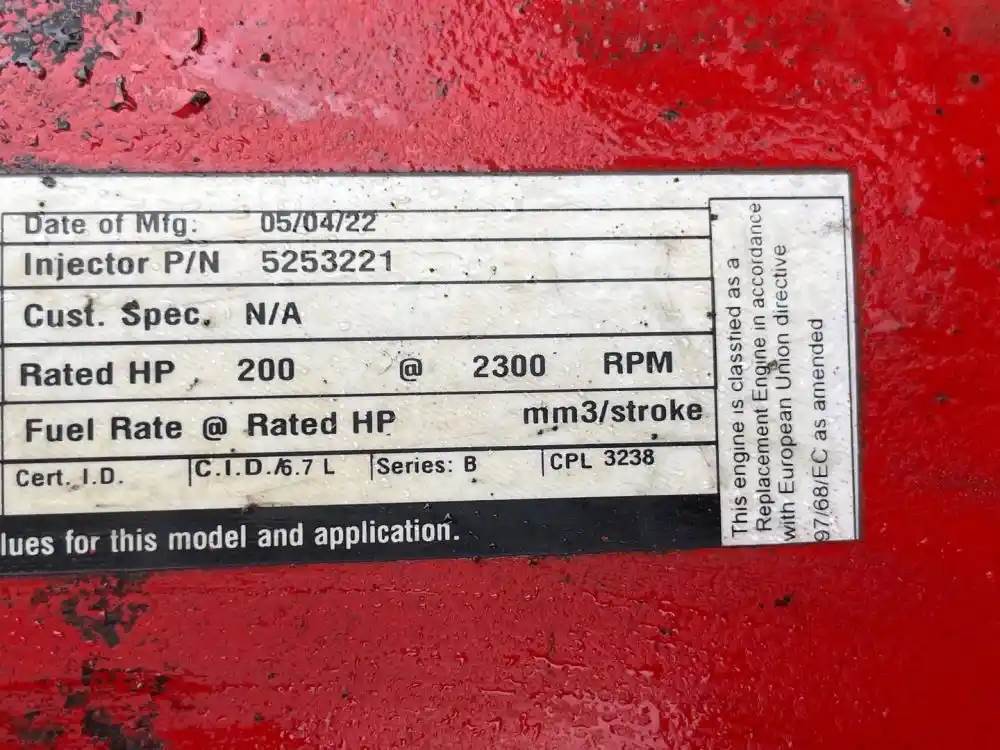 Date of Mfg: 05/04/22
Injector P/N 5253221
Cust. Spec. N/A
Rated HP 200 @ 2300 RPM
Fuel Rate @ Rated HP mm3/stroke
Cert. I.D. C.I.D./6.7 L Series: B CPL 3238
lues for this model and application.
This engine is classfied as a
Replacement Engine in accordance
with European Union directive
97/68/EC as amended